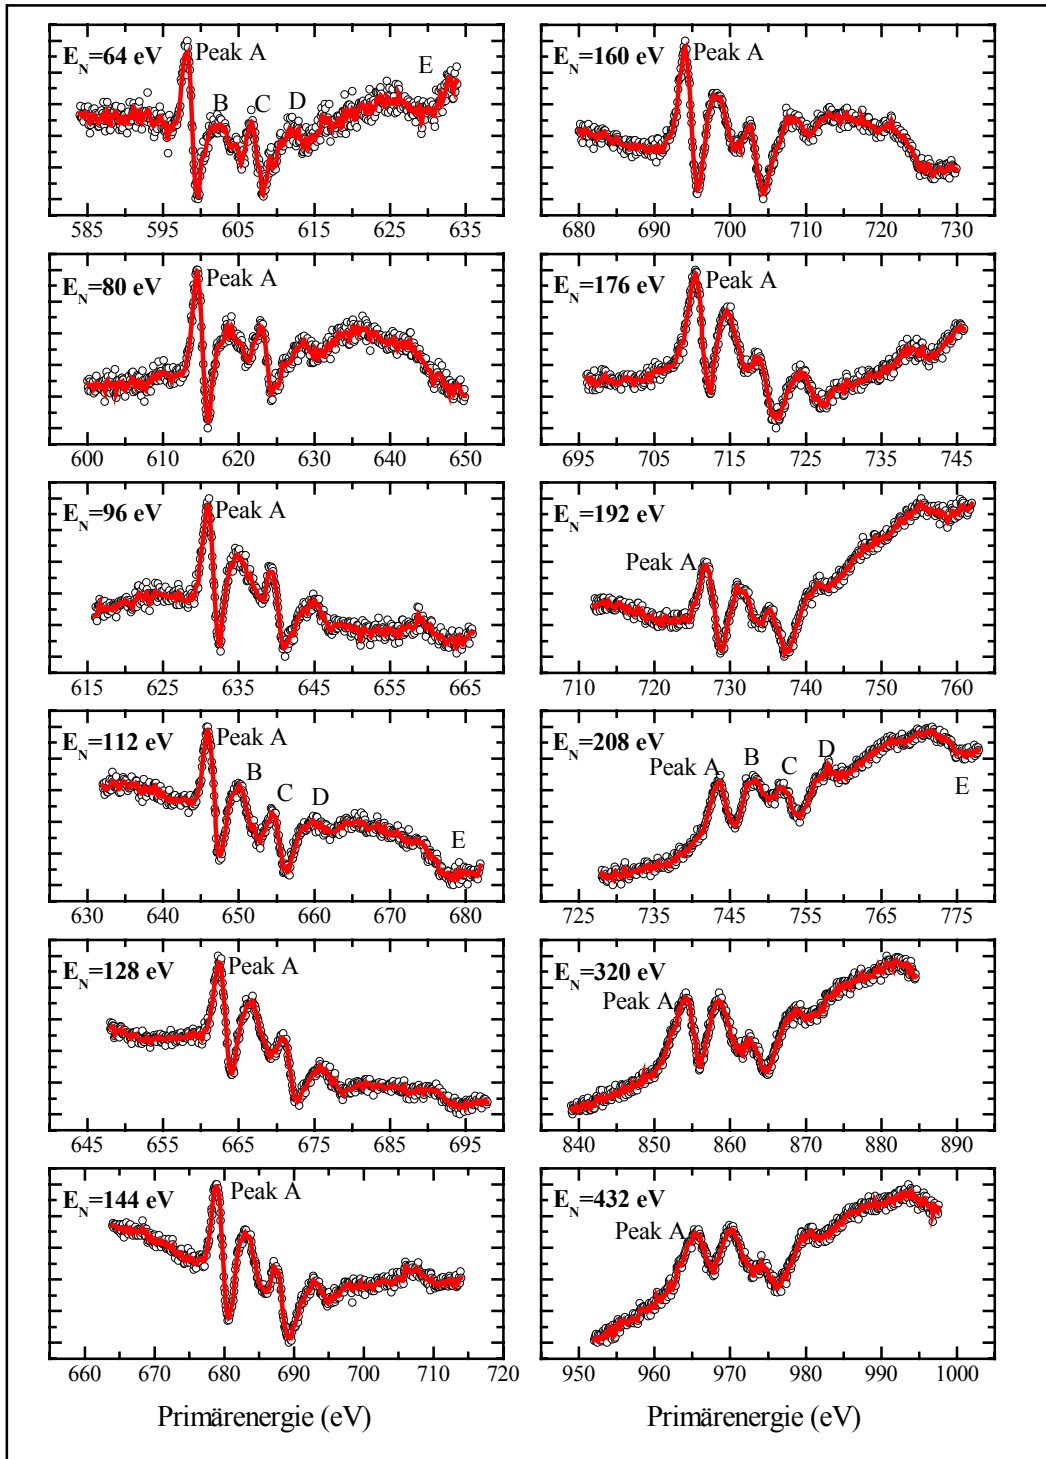 E_N=64 eV
Peak A
B
C
D
E
585 595 605 615 625 635
E_N=80 eV
Peak A
600 610 620 630 640 650
E_N=96 eV
Peak A
615 625 635 645 655 665
E_N=112 eV
Peak A
B
C
D
E
630 640 650 660 670 680
E_N=128 eV
Peak A
645 655 665 675 685 695
E_N=144 eV
Peak A
660 670 680 690 700 710 720
Primärenergie (eV)
E_N=160 eV
Peak A
680 690 700 710 720 730
E_N=176 eV
Peak A
695 705 715 725 735 745
E_N=192 eV
Peak A
710 720 730 740 750 760
E_N=208 eV
Peak A
B
C
D
E
725 735 745 755 765 775
E_N=320 eV
Peak A
840 850 860 870 880 890
E_N=432 eV
Peak A
950 960 970 980 990 1000
Primärenergie (eV)